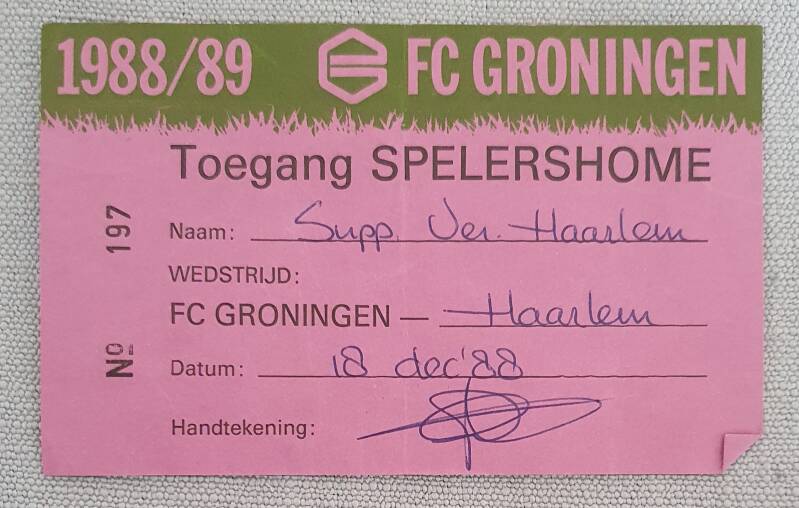 1988/89 FC GRONINGEN
Toegang SPELERSHOME
Naam: Supp. Ver. Haarlem
WEDSTRIJD:
FC GRONINGEN — Haarlem
Datum: 18 dec '88
Handtekening:
Nº 197